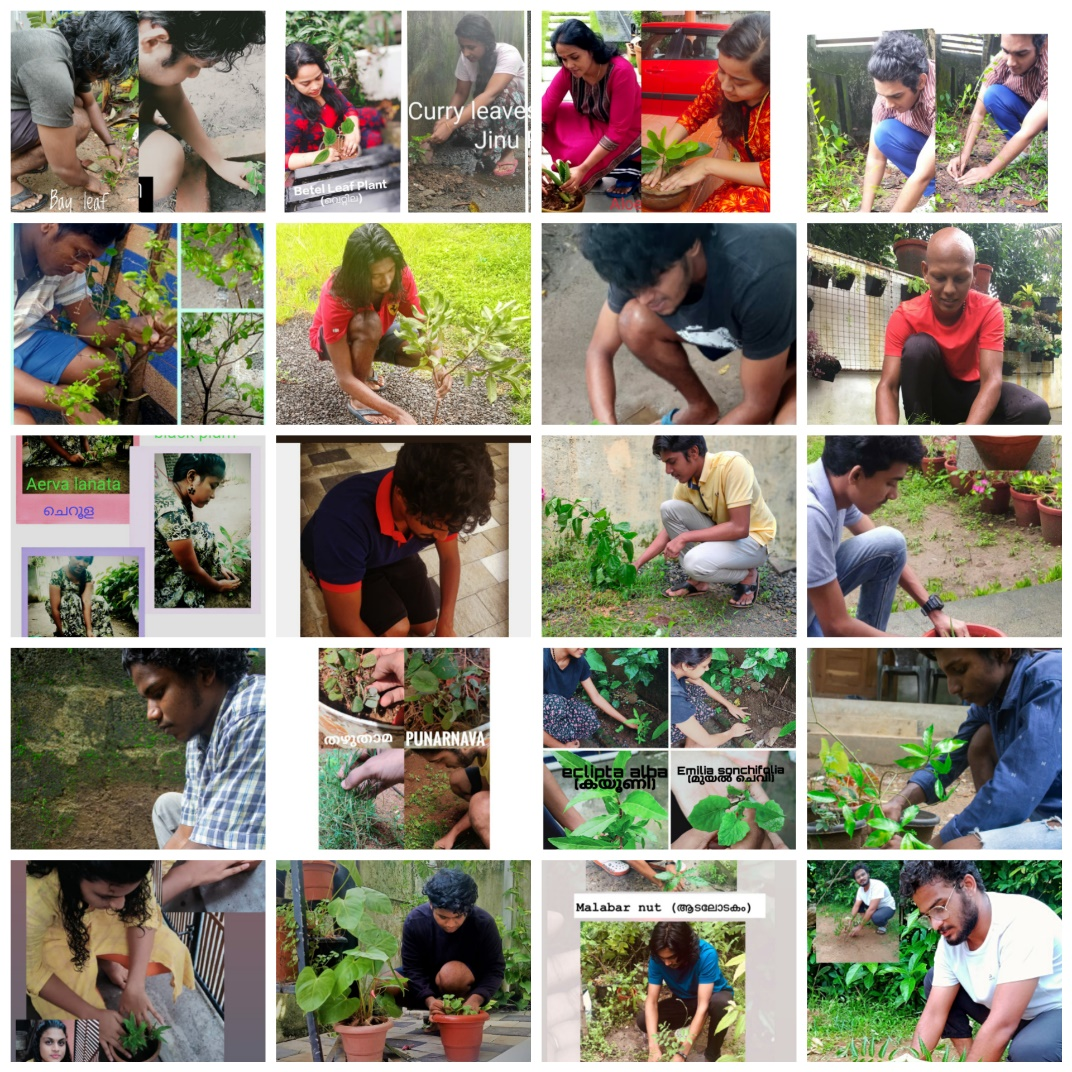 Bay leaf
Betel Leaf Plant
(വെറ്റില)
Curry leaves
Jinu
Aloe
Black plum
Aerva lanata
ചെറൂള
തഴുതാമ
PUNARNAVA
eclipta alba
(കയൂണി)
Emilia sonchifolia
(മുയൽ ചെവി)
Malabar nut (ആടലോടകം)